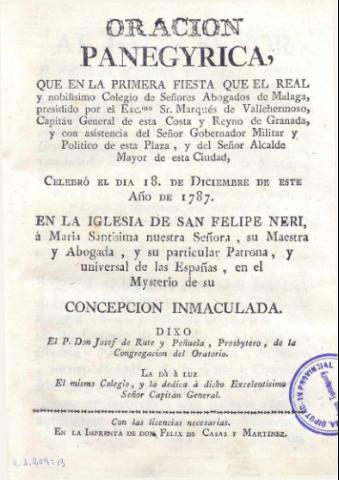 ORACION
PANEGYRICA,
QUE EN LA PRIMERA FIESTA QUE EL REAL
y nobilisimo Colegio de Señores Abogados de Malaga,
presidido por el Exc.mo Sr. Marqués de Vallehermoso,
Capitán General de esta Costa y Reyno de Granada,
y con asistencia del Señor Gobernador Militar y
Politico de esta Plaza, y del Señor Alcalde
Mayor de esta Ciudad,
CELEBRÓ EL DIA 18. DE DICIEMBRE DE ESTE
AÑO DE 1787.
EN LA IGLESIA DE SAN FELIPE NERI,
á Maria Santisima nuestra Señora, su Maestra
y Abogada, y su particular Patrona, y
universal de las Españas, en el
Mysterio de su
CONCEPCION INMACULADA.
DIXO
El P. Don Josef de Rute y Peñuela, Presbytero, de la
Congregacion del Oratorio.
LA DÀ À LUZ
El mismo Colegio, y la dedica à dicho Excelentisimo
Señor Capitán General.
Con las licencias necesarias.
EN LA IMPRENTA DE DON FELIX DE CASAS Y MARTINEZ.